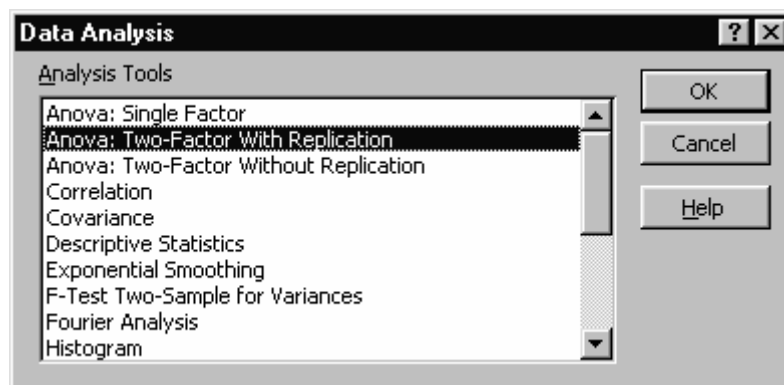 Data Analysis
? X
Analysis Tools
Anova: Single Factor
Anova: Two-Factor With Replication
Anova: Two-Factor Without Replication
Correlation
Covariance
Descriptive Statistics
Exponential Smoothing
F-Test Two-Sample for Variances
Fourier Analysis
Histogram
OK
Cancel
Help